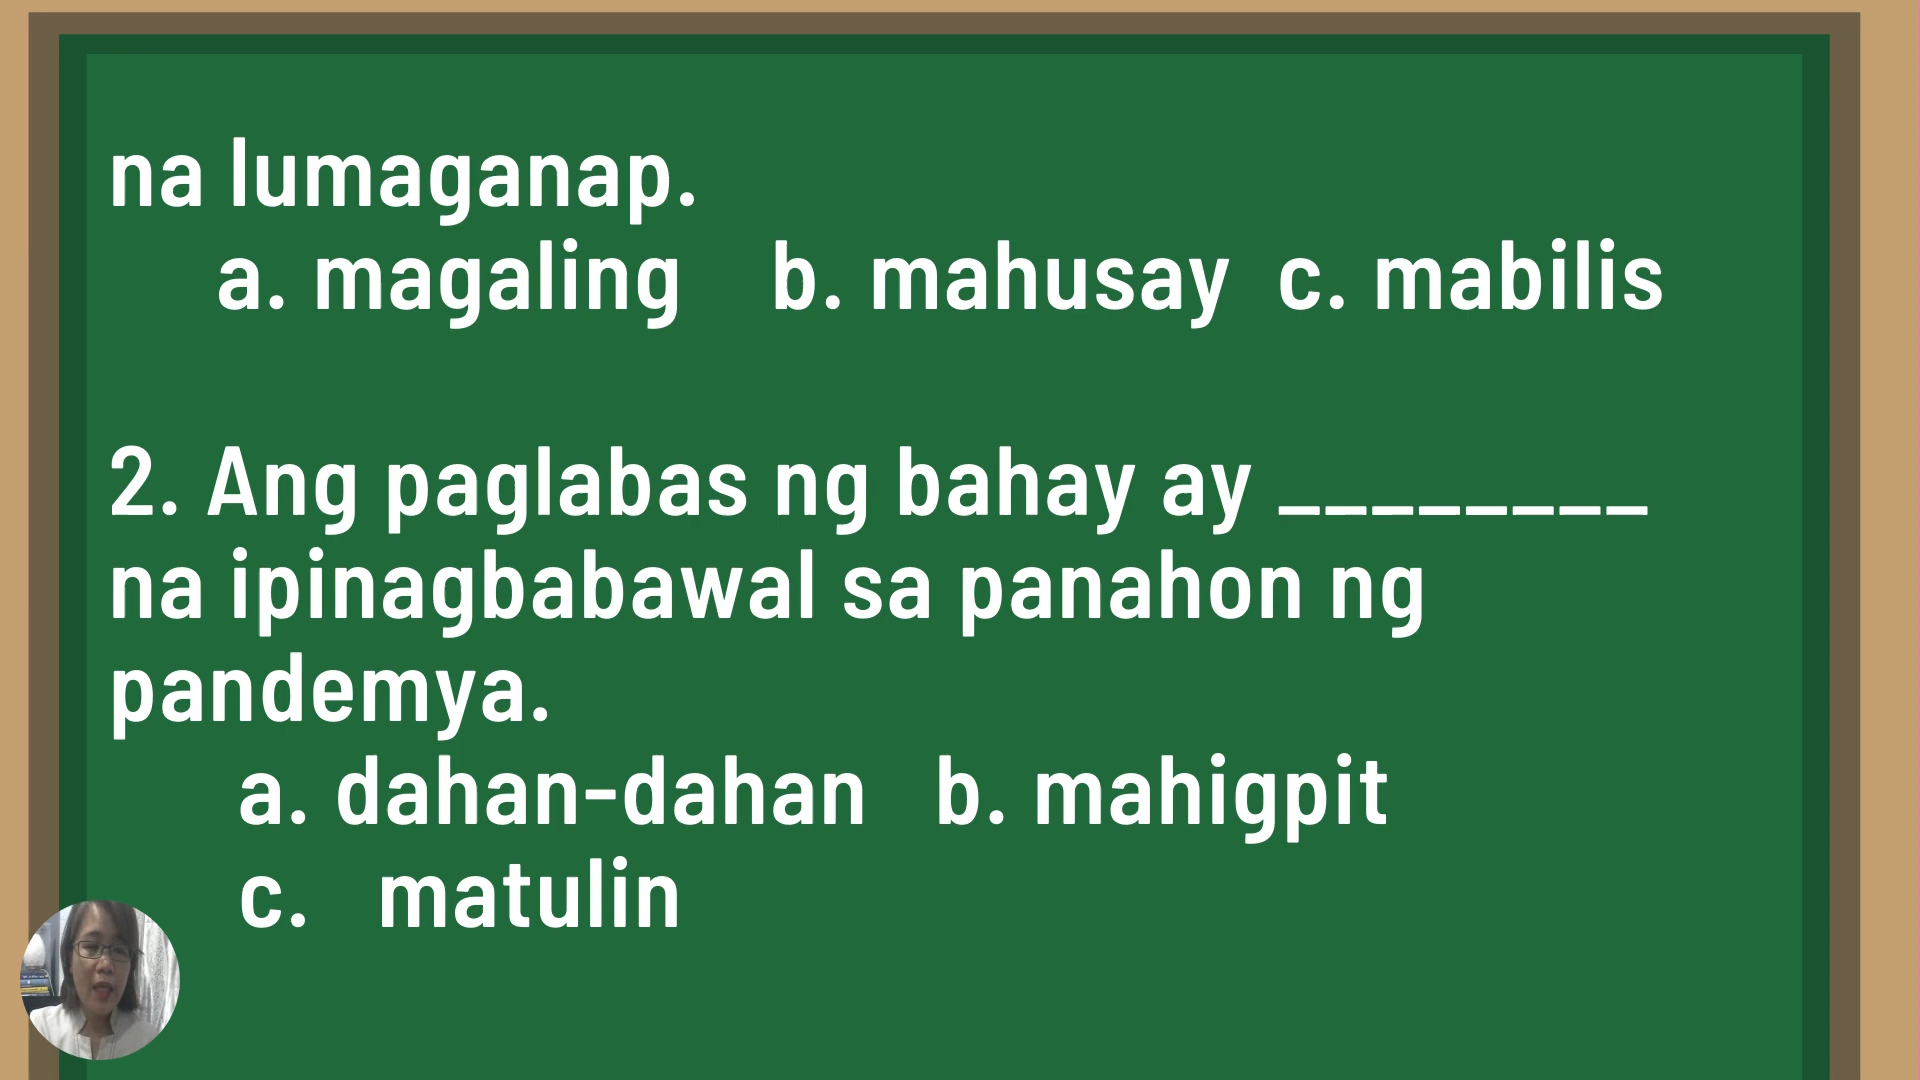 na lumaganap.
a. magaling b. mahusay c. mabilis
2. Ang paglabas ng bahay ay ________
na ipinagbabawal sa panahon ng
pandemya.
a. dahan-dahan b. mahigpit
c. matulin